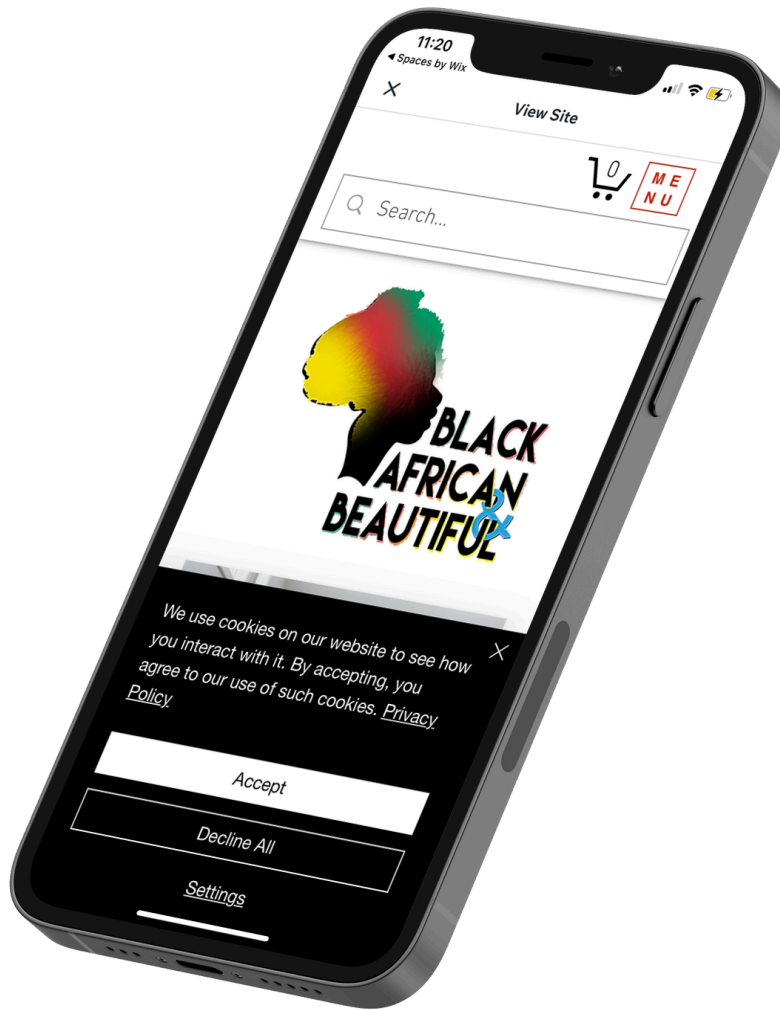 11:20
◀ Spaces by Wix
View Site
0
ME
NU
Search...
BLACK
AFRICAN
&
BEAUTIFUL
We use cookies on our website to see how
you interact with it. By accepting, you
agree to our use of such cookies. Privacy
Policy
Accept
Decline All
Settings